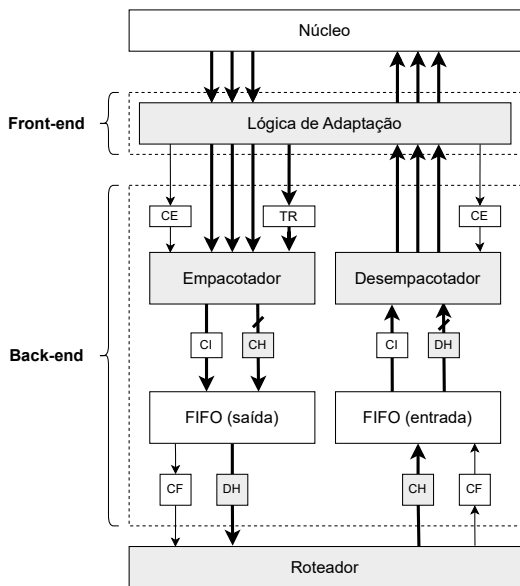 Núcleo
Front-end
Lógica de Adaptação
CE
TR
CE
Empacotador
Desempacotador
Back-end
CI
CH
CI
DH
FIFO (saída)
FIFO (entrada)
CF
DH
CH
CF
Roteador